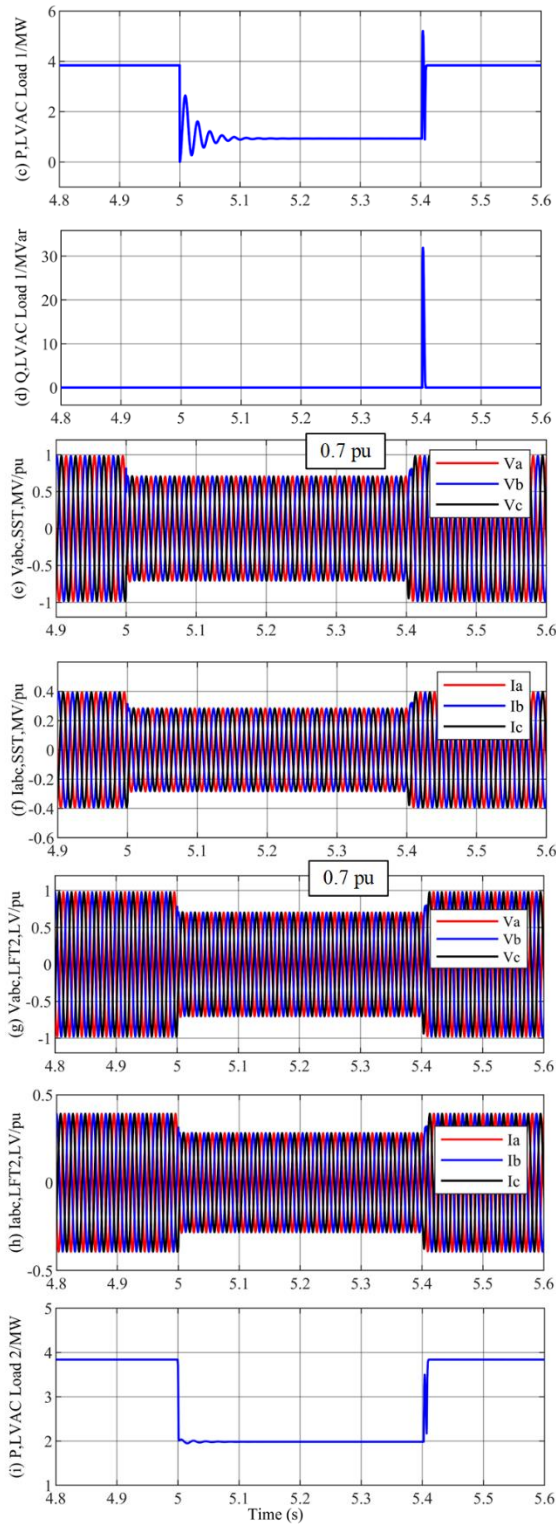 (c) P,LVAC Load 1/MW
6
4
2
0
4.8 4.9 5 5.1 5.2 5.3 5.4 5.5 5.6
(d) Q,LVAC Load 1/MVar
30
20
10
0
4.8 4.9 5 5.1 5.2 5.3 5.4 5.5 5.6
0.7 pu
(e) Vabc,SST,MV/pu
1
0.5
0
-0.5
-1
Va
Vb
Vc
4.9 5 5.1 5.2 5.3 5.4 5.5 5.6
(f) Iabc,SST,MV/pu
0.4
0.2
0
-0.2
-0.4
-0.6
Ia
Ib
Ic
4.9 5 5.1 5.2 5.3 5.4 5.5 5.6
0.7 pu
(g) Vabc,LFT2,LV/pu
1
0.5
0
-0.5
-1
Va
Vb
Vc
4.8 4.9 5 5.1 5.2 5.3 5.4 5.5 5.6
(h) Iabc,LFT2,LV/pu
0.5
0
-0.5
Ia
Ib
Ic
4.8 4.9 5 5.1 5.2 5.3 5.4 5.5 5.6
(i) P,LVAC Load 2/MW
5
4
3
2
1
4.8 4.9 5 5.1 5.2 5.3 5.4 5.5 5.6
Time (s)